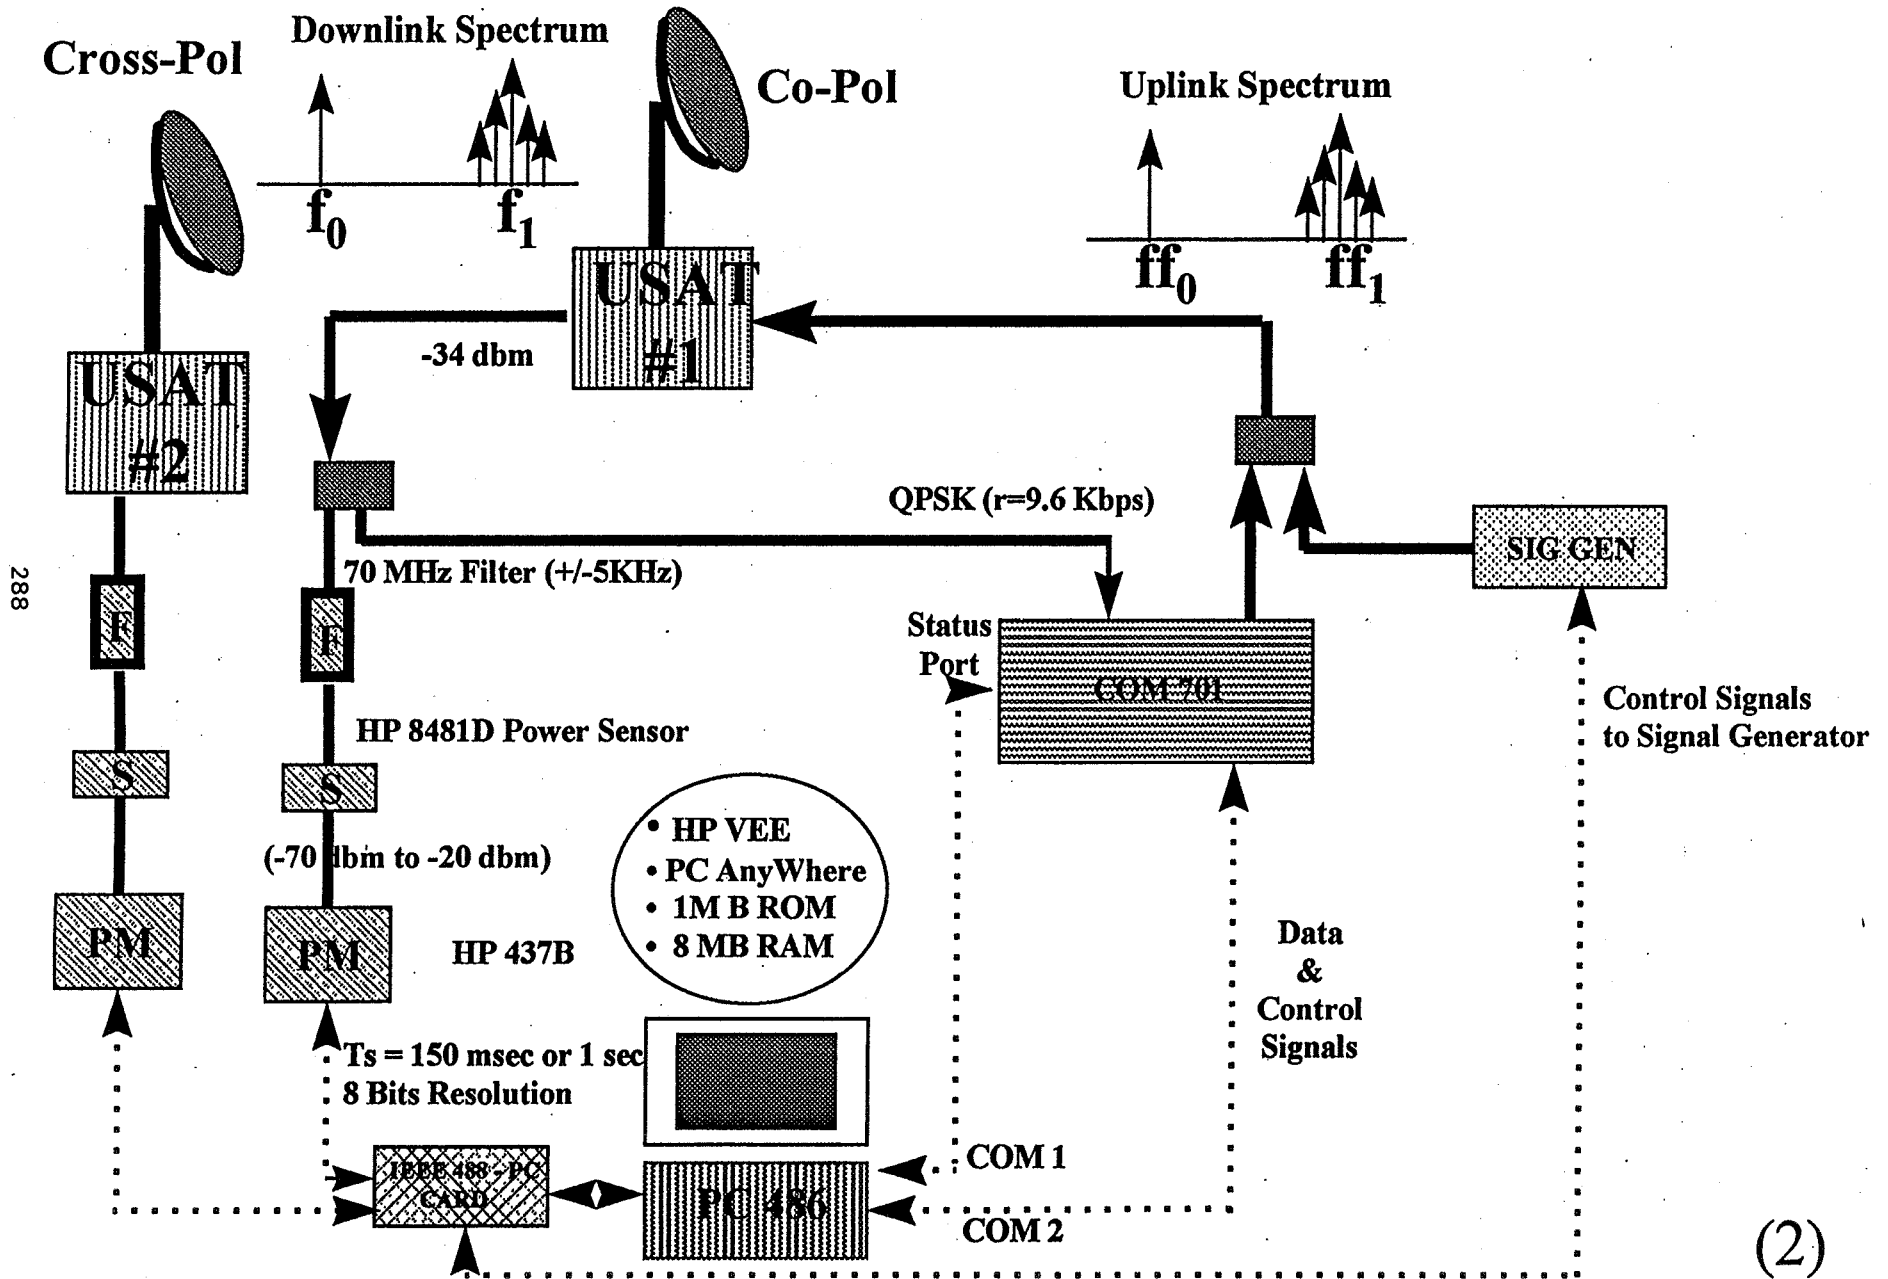 Downlink Spectrum
Cross-Pol
Co-Pol
Uplink Spectrum
f0
f1
ff0
ff1
USAT
#1
-34 dbm
USAT
#2
QPSK (r=9.6 Kbps)
SIG GEN
70 MHz Filter (+/-5KHz)
288
F
F
Status
Port
COM 701
Control Signals
to Signal Generator
HP 8481D Power Sensor
S
S
• HP VEE
• PC AnyWhere
• 1M B ROM
• 8 MB RAM
(-70 dbm to -20 dbm)
PM
PM
HP 437B
Data
&
Control
Signals
Ts = 150 msec or 1 sec
8 Bits Resolution
IEEE 488 - PC
CARD
PC 486
COM 1
COM 2
(2)